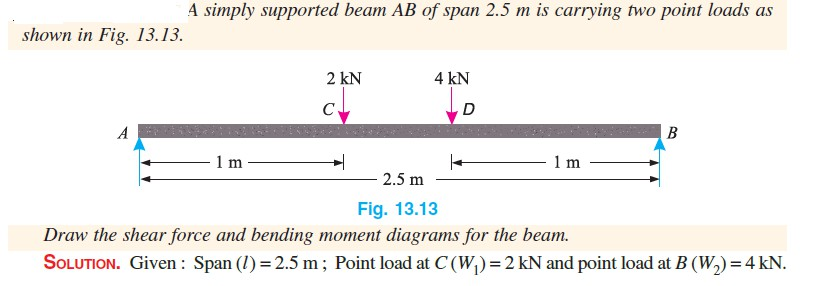 A simply supported beam AB of span 2.5 m is carrying two point loads as
shown in Fig. 13.13.
2 kN 4 kN
C D
A B
1 m 1 m
2.5 m
Fig. 13.13
Draw the shear force and bending moment diagrams for the beam.
SOLUTION. Given : Span (l) = 2.5 m ; Point load at C (W₁) = 2 kN and point load at B (W₂) = 4 kN.